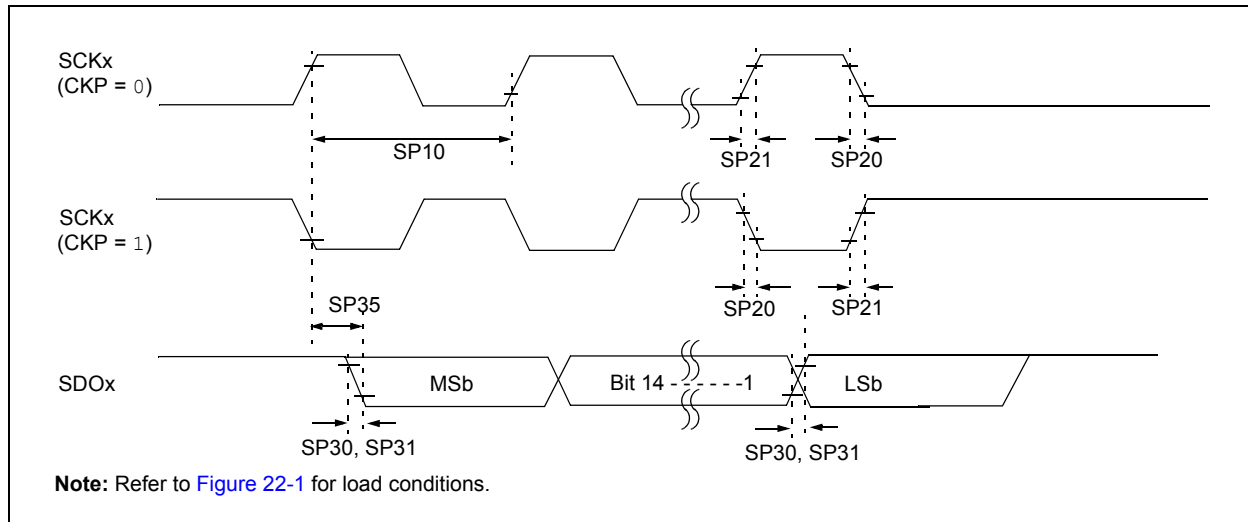 SCKx
(CKP = 0)
SP10
SP21
SP20
SCKx
(CKP = 1)
SP35
SP20
SP21
SDOx
MSb
Bit 14 - - - - - -1
LSb
SP30, SP31
SP30, SP31
Note: Refer to Figure 22-1 for load conditions.